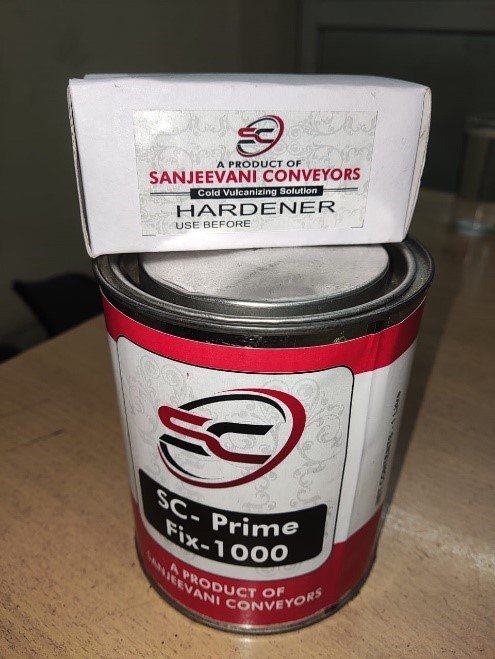 SC
A PRODUCT OF
SANJEEVANI CONVEYORS
Cold Vulcanizing Solution
HARDENER
USE BEFORE
SC
SC- Prime
Fix-1000
A PRODUCT OF
SANJEEVANI CONVEYORS